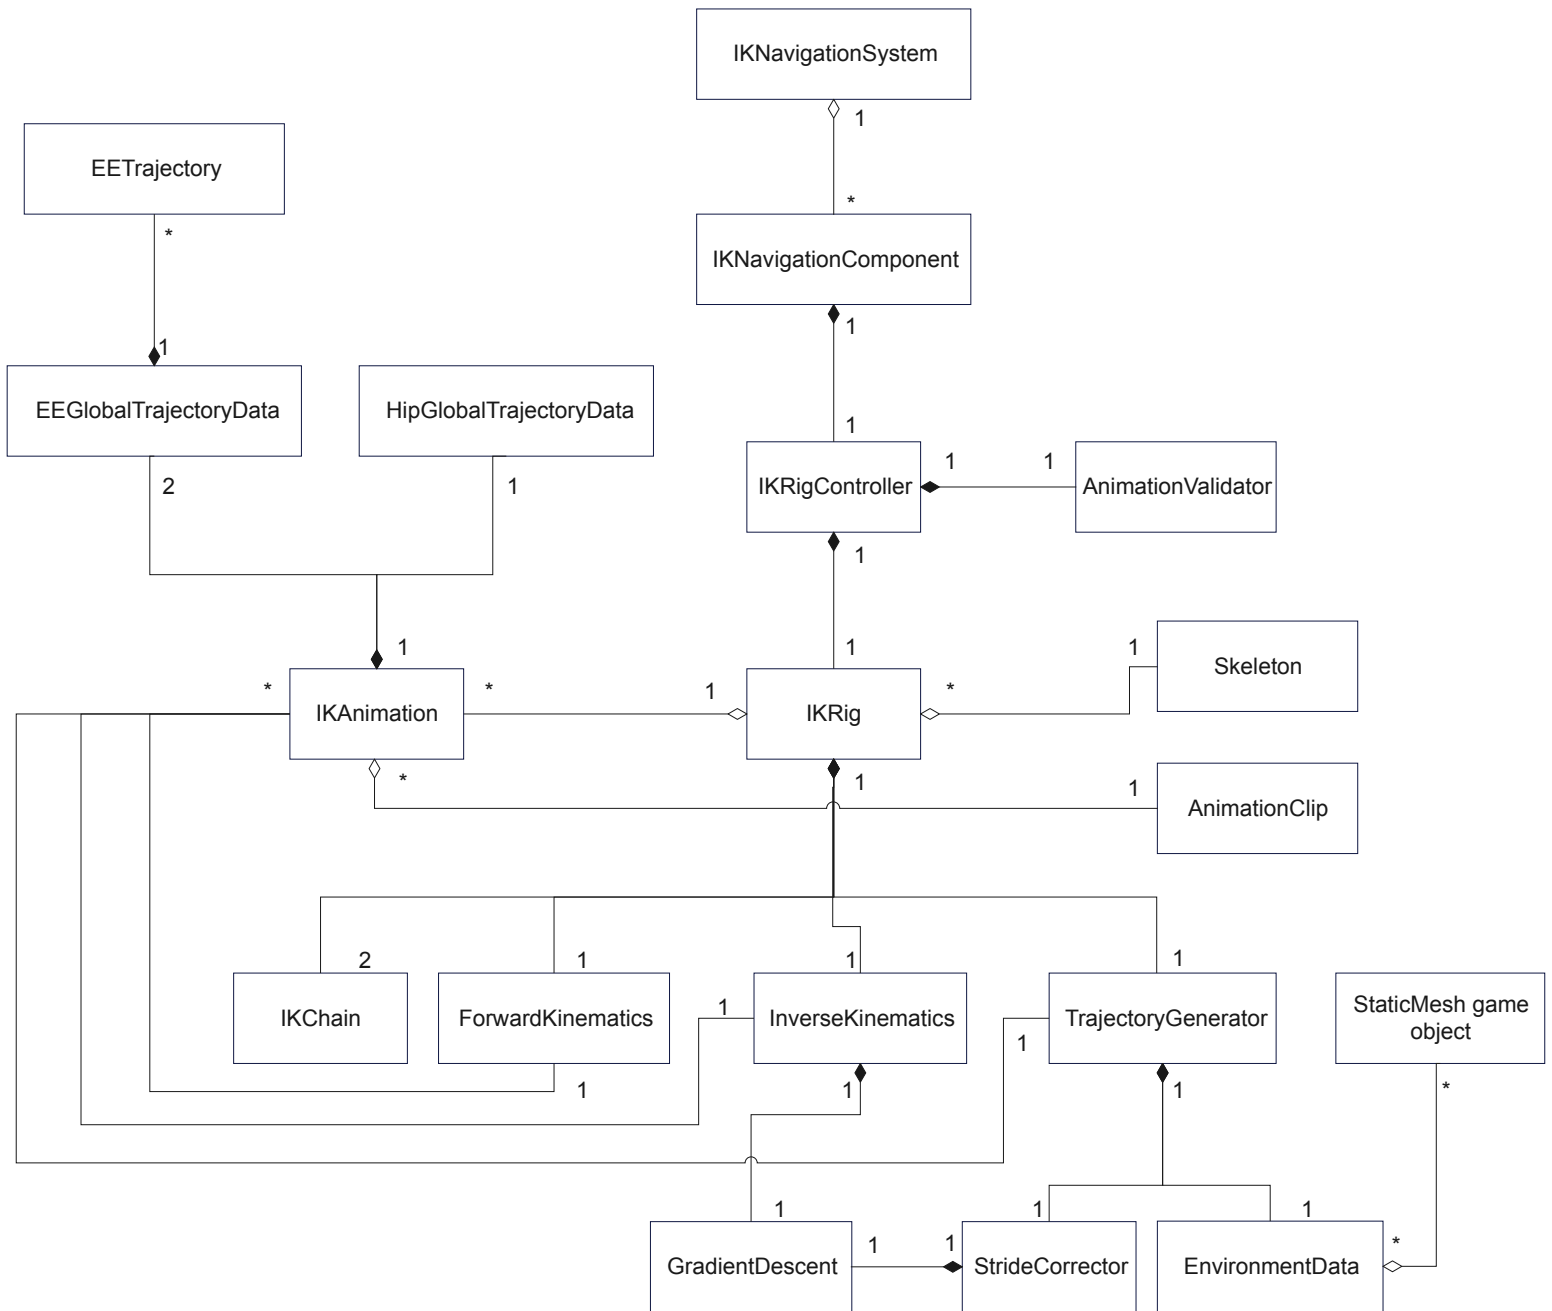 IKNavigationSystem
1
EETrajectory
*
*
IKNavigationComponent
1
1
EEGlobalTrajectoryData
HipGlobalTrajectoryData
1
1
1
IKRigController
AnimationValidator
2
1
1
1
1
1
Skeleton
*
*
1
*
IKAnimation
IKRig
*
1
1
AnimationClip
2
1
1
1
1
IKChain
ForwardKinematics
InverseKinematics
TrajectoryGenerator
StaticMesh game
object
1
1
1
1
*
1
1
1
1
1
*
GradientDescent
StrideCorrector
EnvironmentData